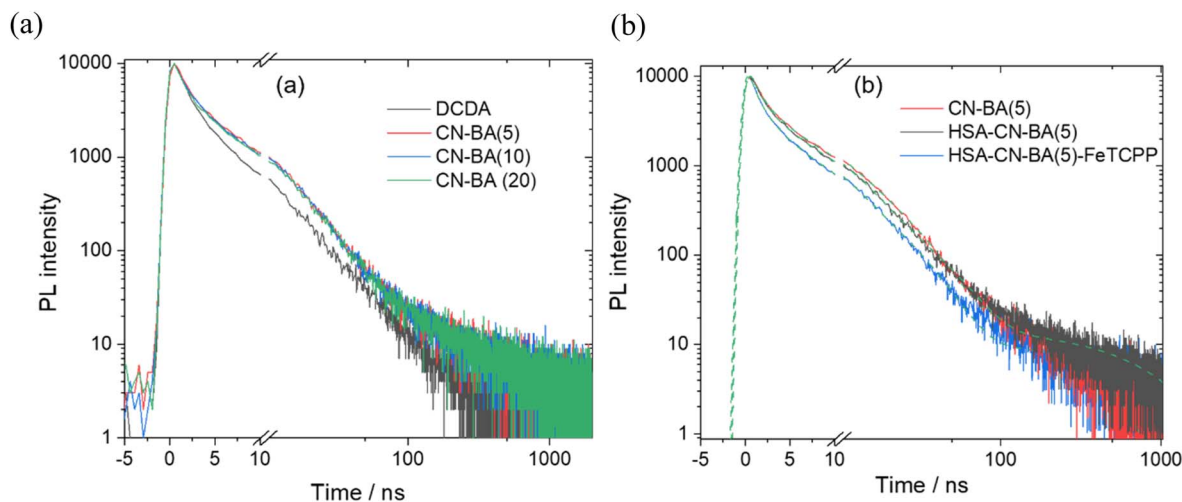 (a)
(b)
10000
1000
100
10
1
PL intensity
(a)
DCDA
CN-BA(5)
CN-BA(10)
CN-BA (20)
-5
0
5
10
100
1000
Time / ns
10000
1000
100
10
1
PL intensity
(b)
CN-BA(5)
HSA-CN-BA(5)
HSA-CN-BA(5)-FeTCPP
-5
0
5
10
100
1000
Time / ns